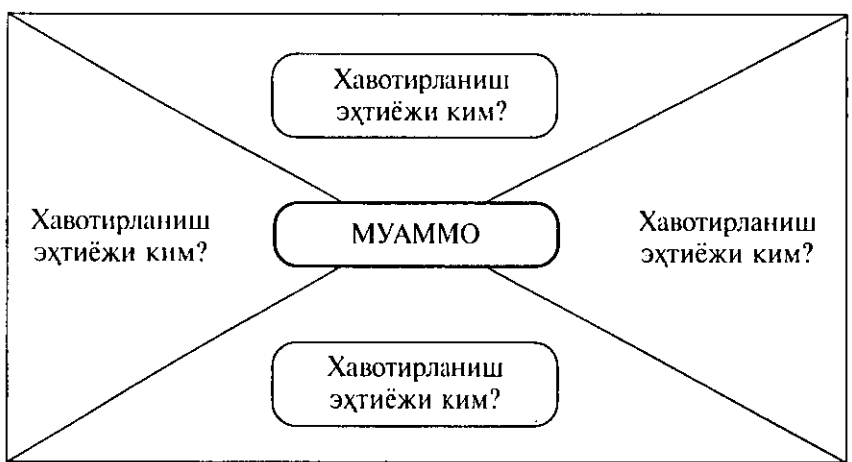 Хавотирланиш
эҳтиёжи ким?
Хавотирланиш
эҳтиёжи ким?
МУАММО
Хавотирланиш
эҳтиёжи ким?
Хавотирланиш
эҳтиёжи ким?